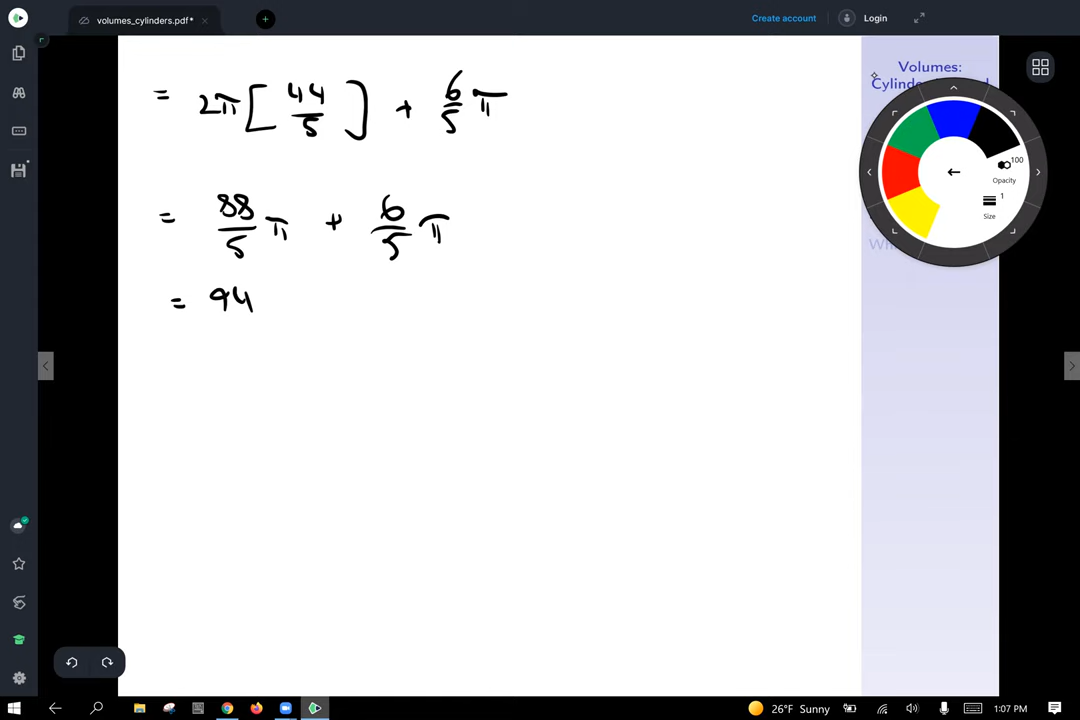 volumes_cylinders.pdf*
Create account
Login
Volumes:
= 2π[44/5] + 6/5 π
= 88/5 π + 6/5 π
= 94
100
Opacity
1
Size
26°F Sunny
1:07 PM